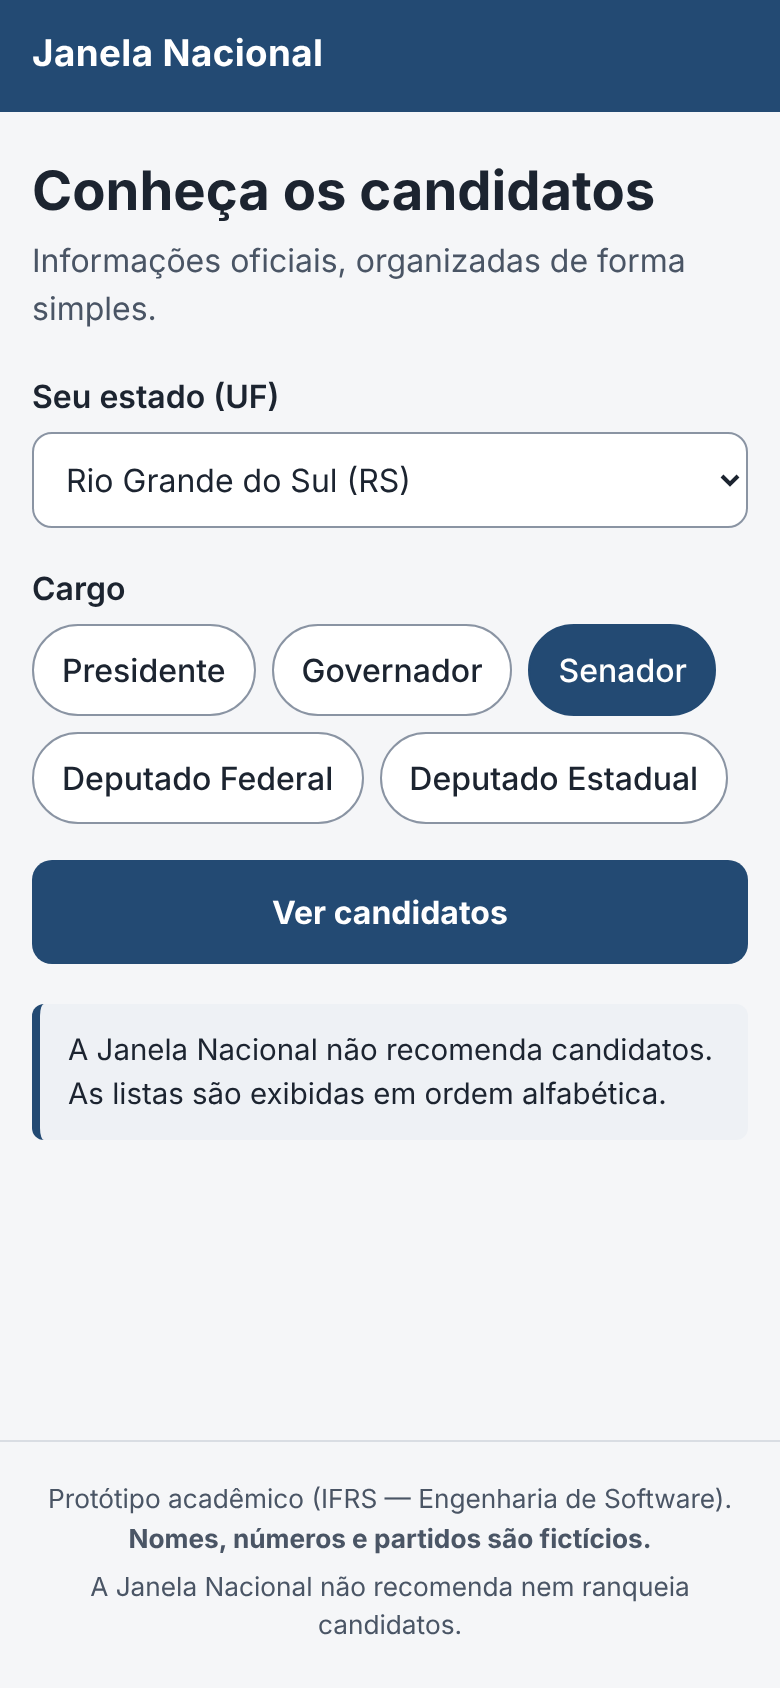 Janela Nacional
Conheça os candidatos
Informações oficiais, organizadas de forma
simples.
Seu estado (UF)
Rio Grande do Sul (RS)
Cargo
Presidente Governador Senador
Deputado Federal Deputado Estadual
Ver candidatos
A Janela Nacional não recomenda candidatos.
As listas são exibidas em ordem alfabética.
Protótipo acadêmico (IFRS — Engenharia de Software).
Nomes, números e partidos são fictícios.
A Janela Nacional não recomenda nem ranqueia
candidatos.